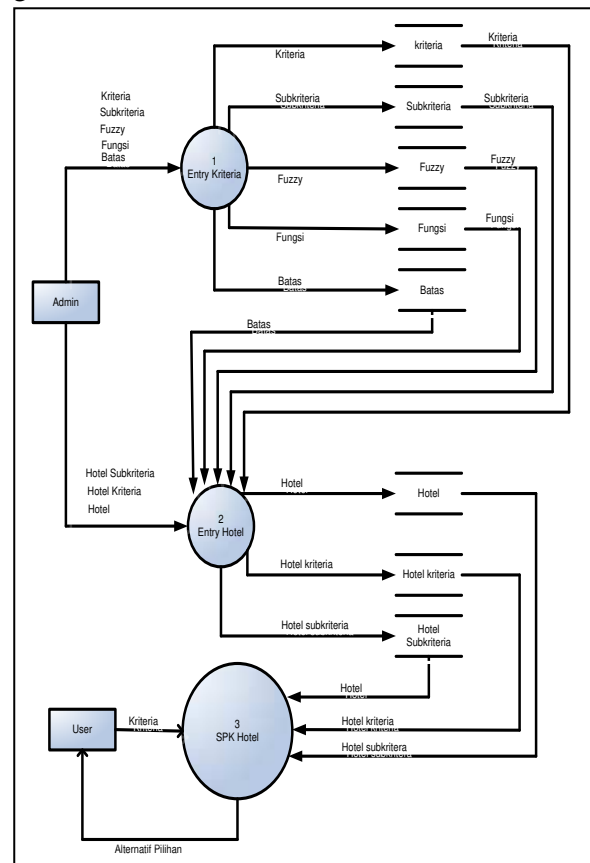 Kriteria
kriteria
Kriteria
Kriteria
Subkriteria
Fuzzy
Fungsi
Batas
Subkriteria
Subkriteria
Subkriteria
1
Entry Kriteria
Fuzzy
Fuzzy
Fuzzy
Fungsi
Fungsi
Fungsi
Batas
Batas
Admin
Batas
Hotel Subkriteria
Hotel Kriteria
Hotel
2
Entry Hotel
Hotel
Hotel
Hotel kriteria
Hotel kriteria
Hotel subkriteria
Hotel
Subkriteria
Hotel
User
Kriteria
3
SPK Hotel
Hotel kriteria
Hotel subkritera
Alternatif Pilihan